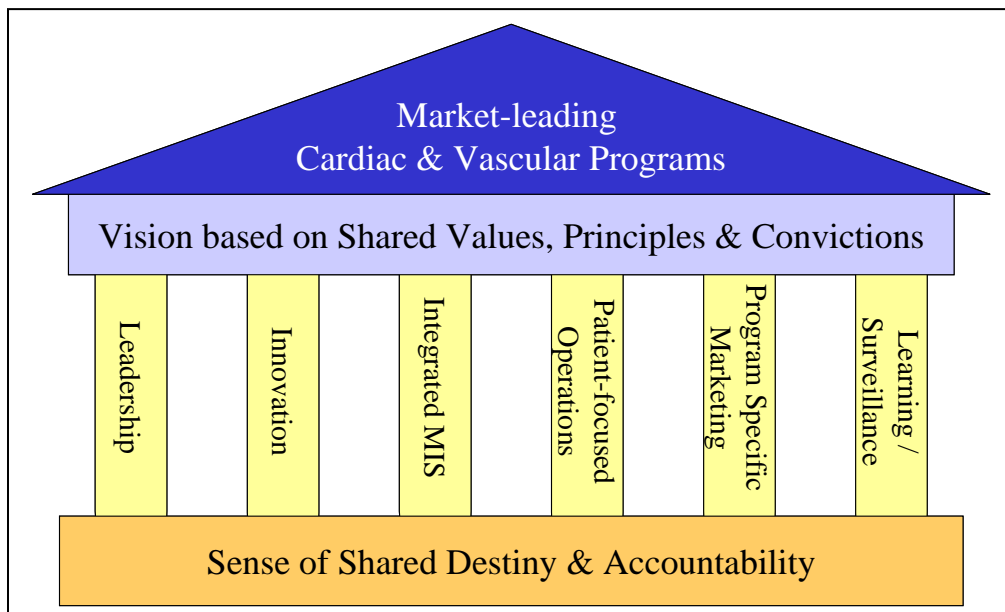 Market-leading
Cardiac & Vascular Programs
Vision based on Shared Values, Principles & Convictions
Leadership
Innovation
Integrated MIS
Patient-focused
Operations
Program Specific
Marketing
Learning /
Surveillance
Sense of Shared Destiny & Accountability